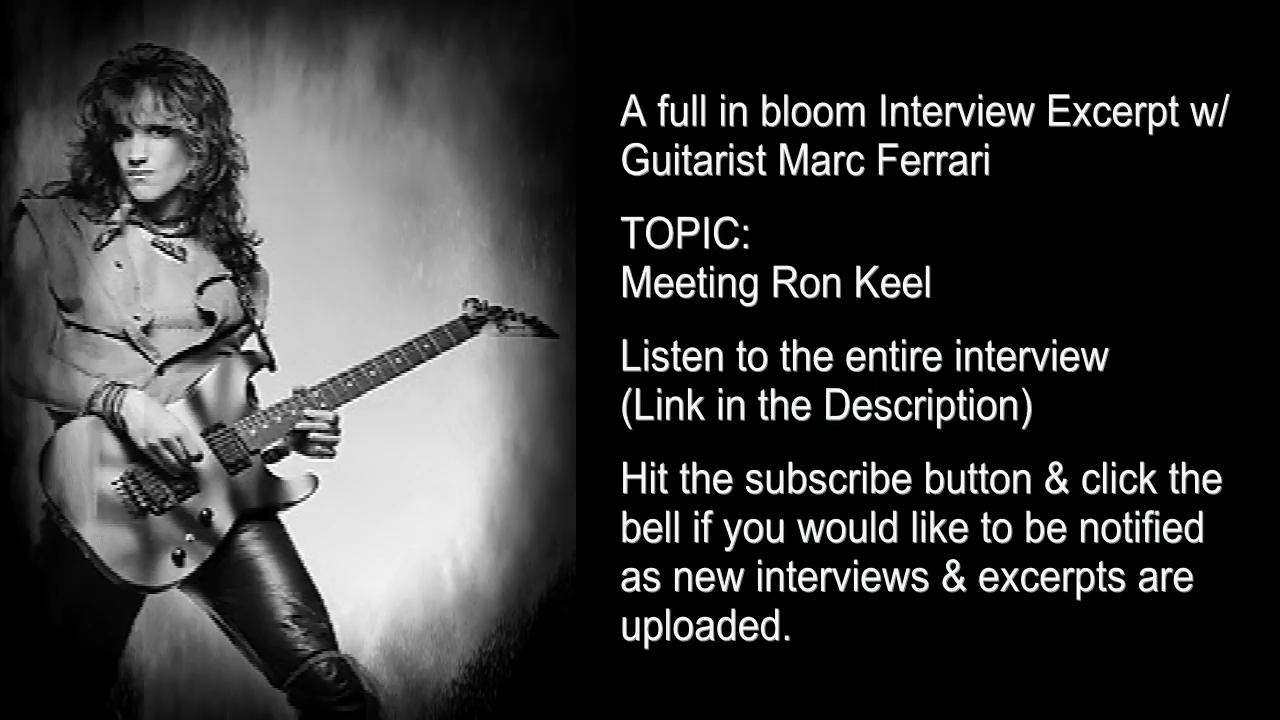 A full in bloom Interview Excerpt w/
Guitarist Marc Ferrari
TOPIC:
Meeting Ron Keel
Listen to the entire interview
(Link in the Description)
Hit the subscribe button & click the
bell if you would like to be notified
as new interviews & excerpts are
uploaded.